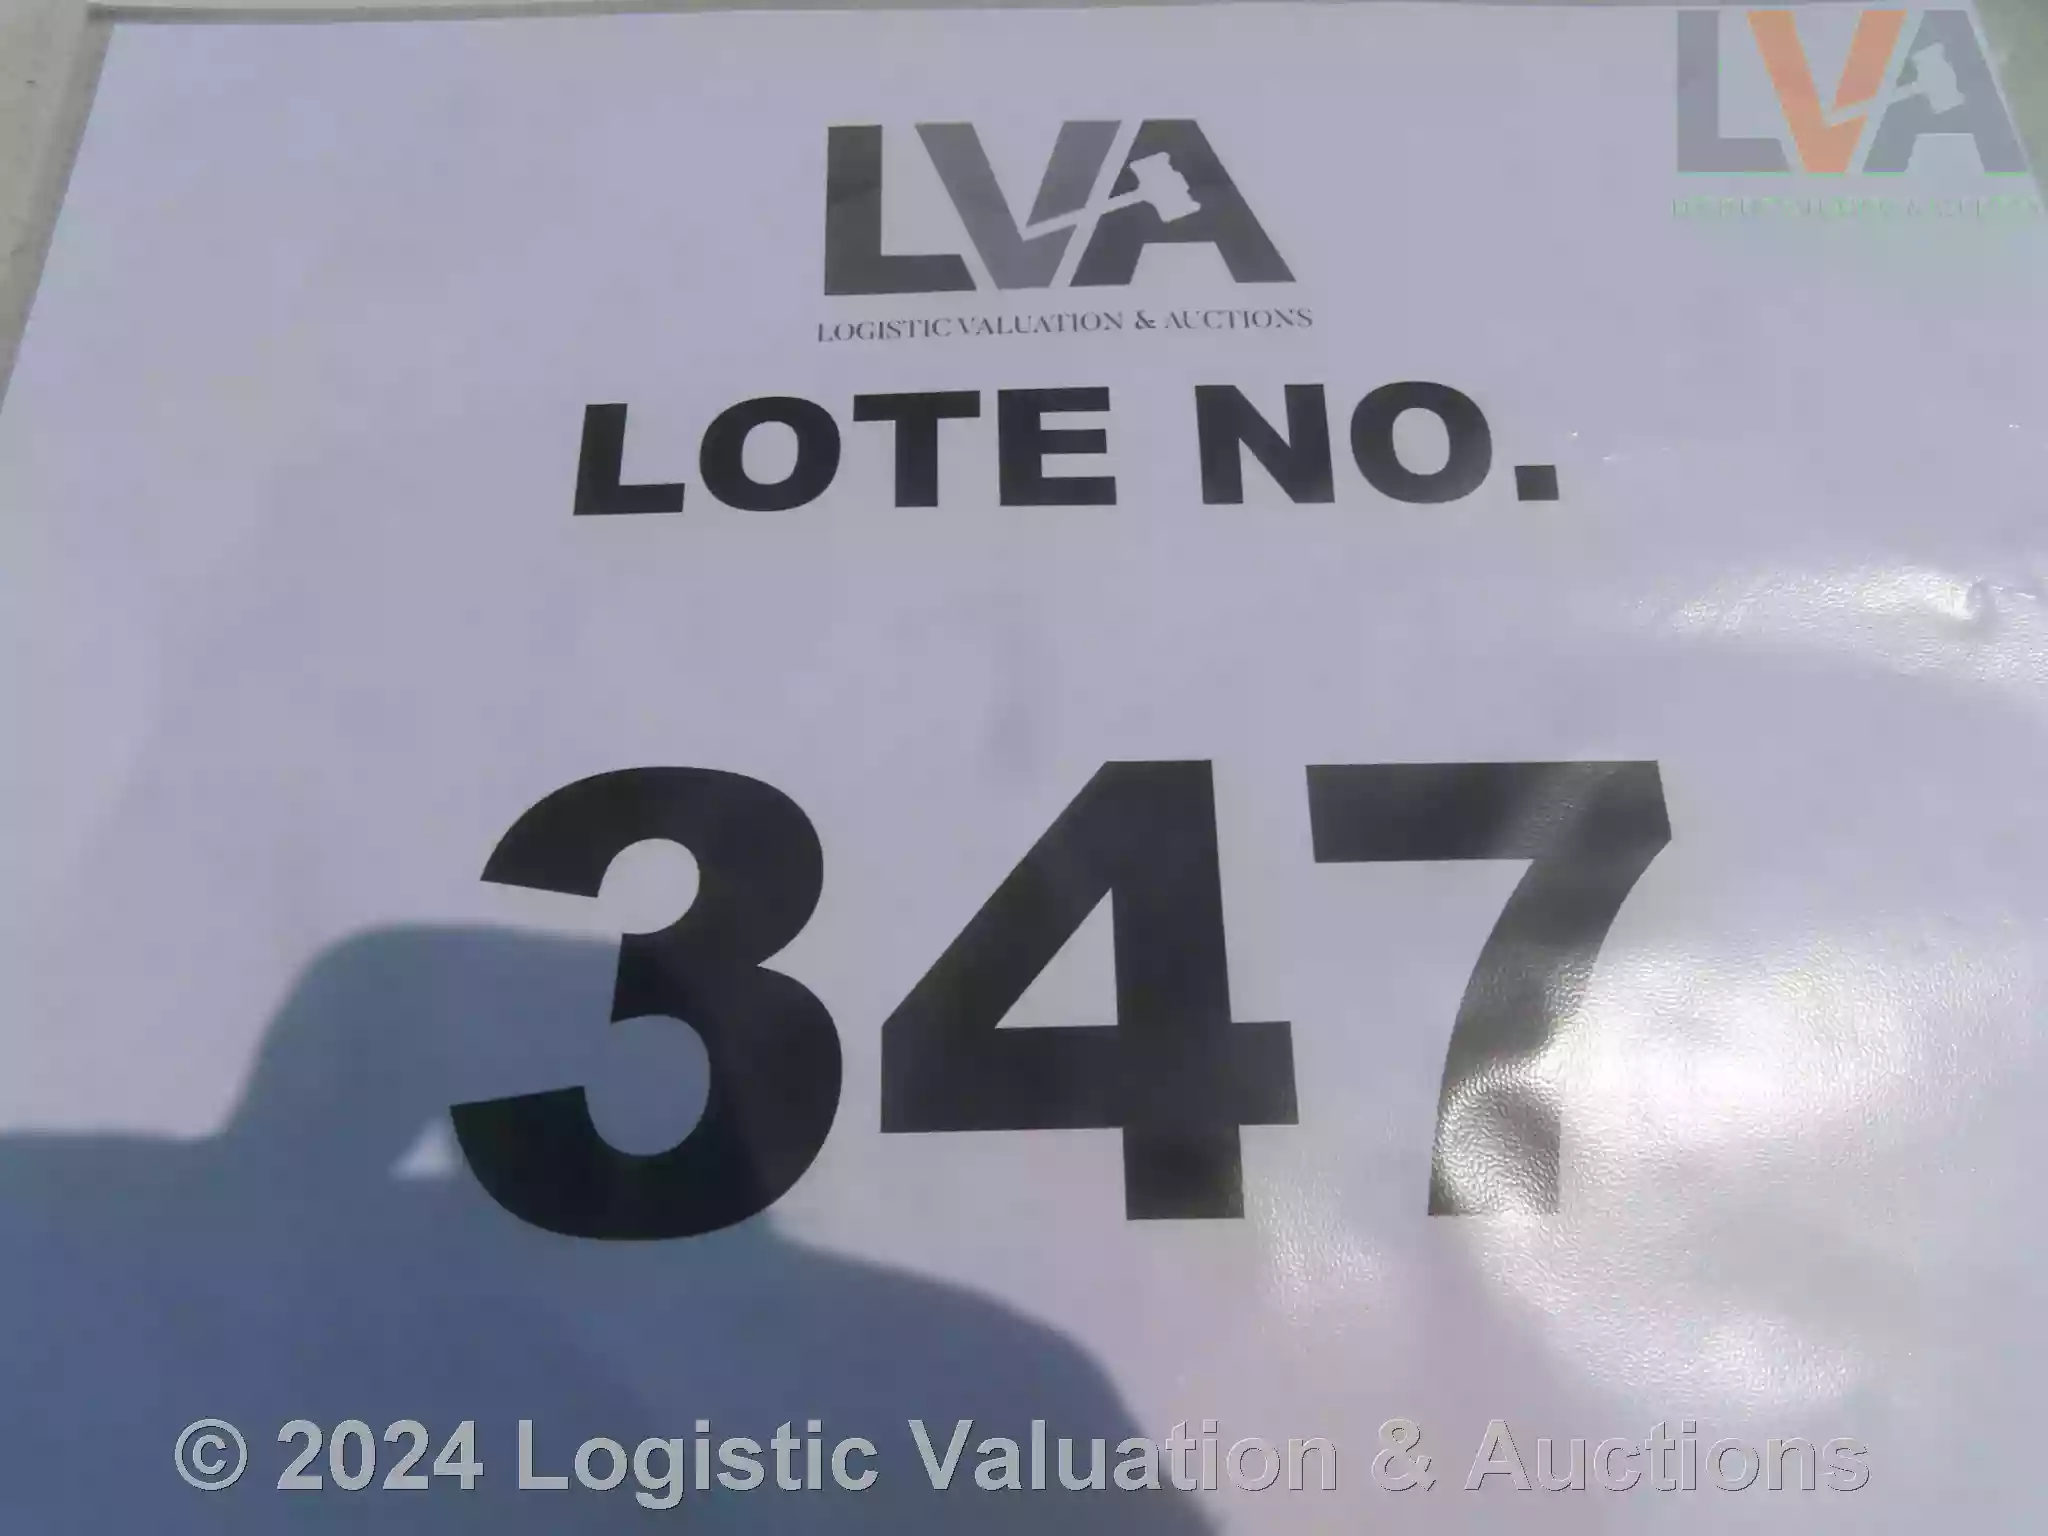 LVA
LVA
LOGISTIC VALUATION & AUCTIONS
LOTE NO.
347
© 2024 Logistic Valuation & Auctions